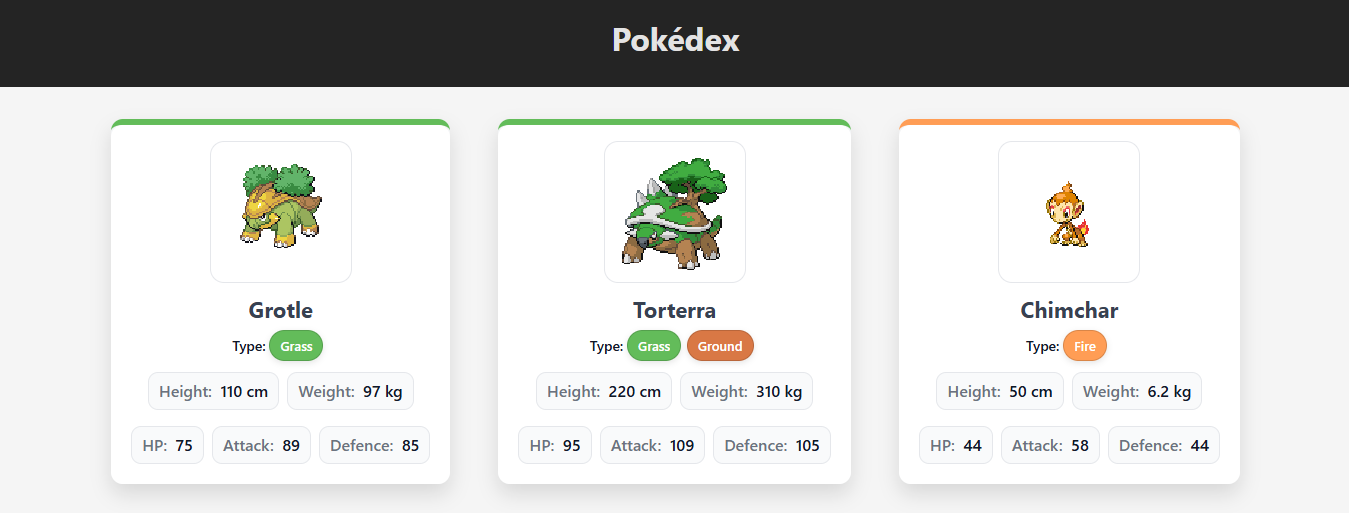 Pokédex
Grotle
Type: Grass
Height: 110 cm Weight: 97 kg
HP: 75 Attack: 89 Defence: 85
Torterra
Type: Grass Ground
Height: 220 cm Weight: 310 kg
HP: 95 Attack: 109 Defence: 105
Chimchar
Type: Fire
Height: 50 cm Weight: 6.2 kg
HP: 44 Attack: 58 Defence: 44